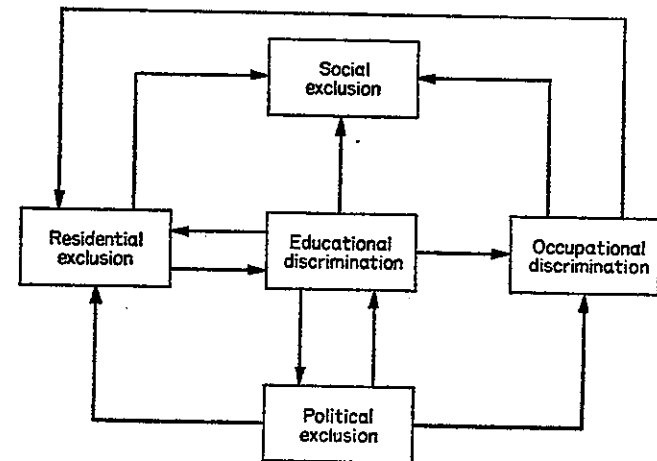 Social
exclusion
Residential
exclusion
Educational
discrimination
Occupational
discrimination
Political
exclusion